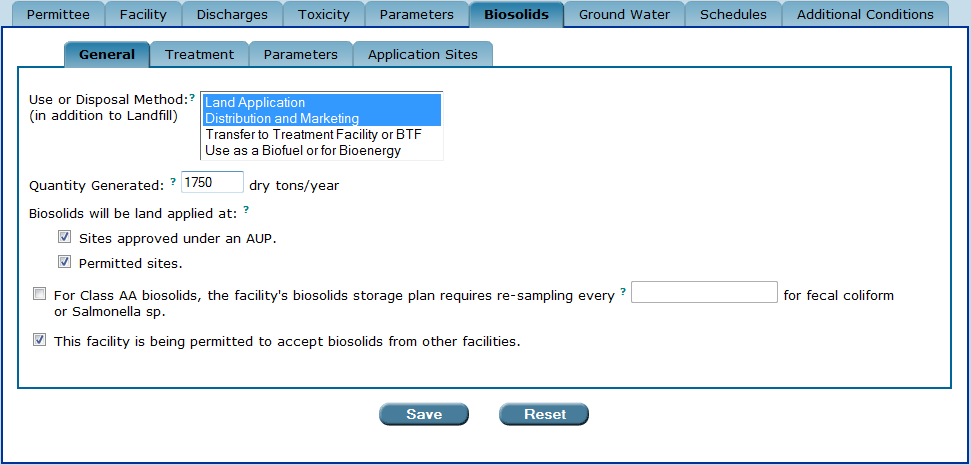 Permittee Facility Discharges Toxicity Parameters Biosolids Ground Water Schedules Additional Conditions
General Treatment Parameters Application Sites
Use or Disposal Method:? Land Application
(in addition to Landfill) Distribution and Marketing
Transfer to Treatment Facility or BTF
Use as a Biofuel or for Bioenergy
Quantity Generated: ? 1750 dry tons/year
Biosolids will be land applied at: ?
Sites approved under an AUP.
Permitted sites.
For Class AA biosolids, the facility's biosolids storage plan requires re-sampling every ? for fecal coliform
or Salmonella sp.
This facility is being permitted to accept biosolids from other facilities.
Save Reset